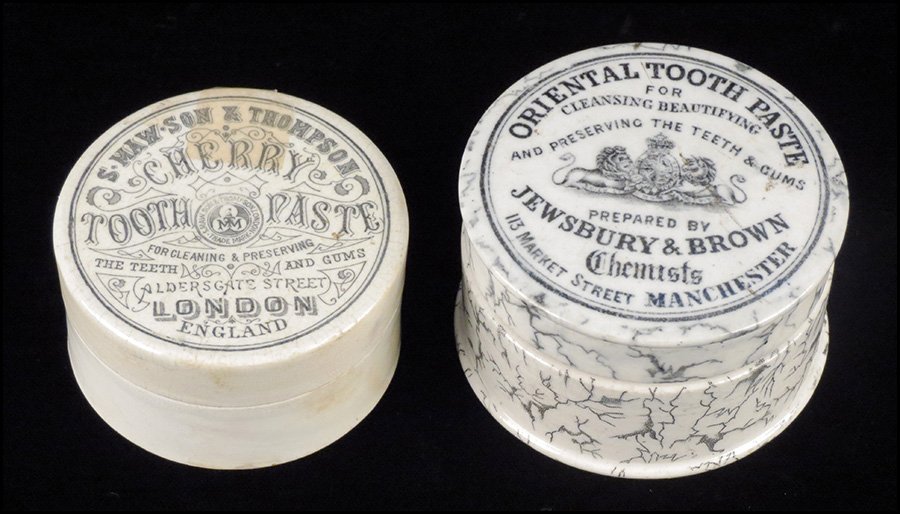 S. MAW·SON & THOMPSON
CHERRY
TOOTH PASTE
MM
FOR CLEANING & PRESERVING
THE TEETH AND GUMS
ALDERSGATE STREET
LONDON
ENGLAND
ORIENTAL TOOTH PASTE
FOR
CLEANSING BEAUTIFYING
AND PRESERVING THE TEETH & GUMS
PREPARED BY
JEWSBURY & BROWN
Chemists
113 MARKET STREET MANCHESTER